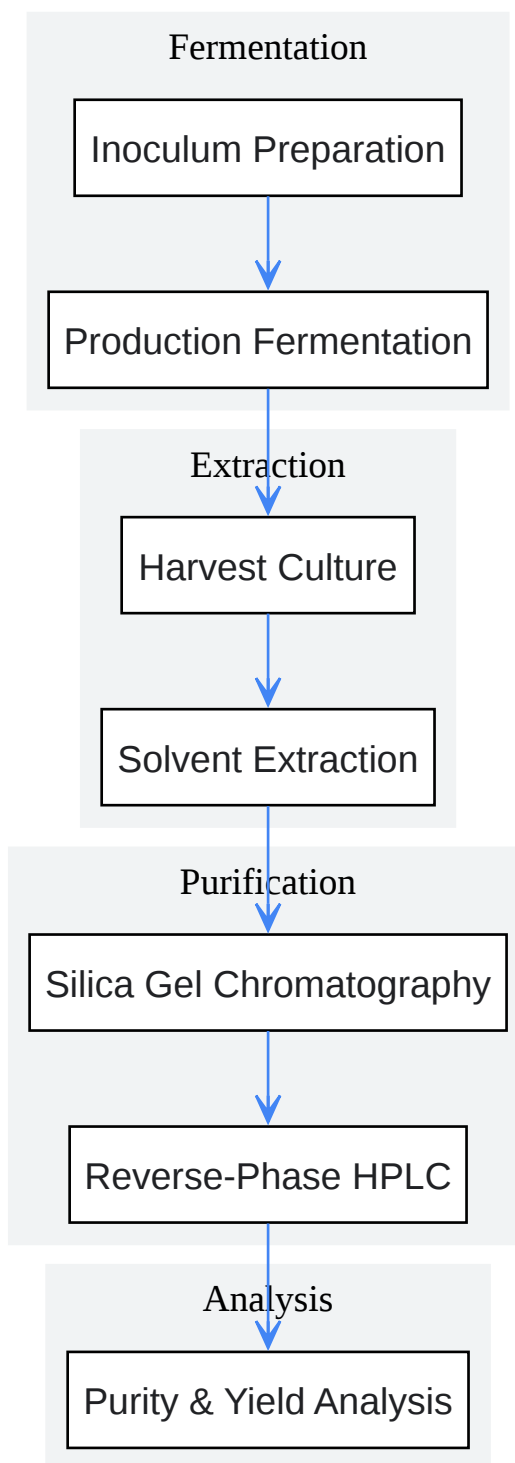 Fermentation
Inoculum Preparation
Production Fermentation
Extraction
Harvest Culture
Solvent Extraction
Purification
Silica Gel Chromatography
Reverse-Phase HPLC
Analysis
Purity & Yield Analysis